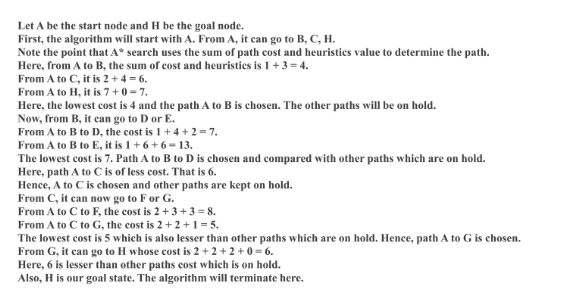 Let A be the start node and H be the goal node.
First, the algorithm will start with A. From A, it can go to B, C, H.
Note the point that A* search uses the sum of path cost and heuristics value to determine the path.
Here, from A to B, the sum of cost and heuristics is 1 + 3 = 4.
From A to C, it is 2 + 4 = 6.
From A to H, it is 7 + 0 = 7.
Here, the lowest cost is 4 and the path A to B is chosen. The other paths will be on hold.
Now, from B, it can go to D or E.
From A to B to D, the cost is 1 + 4 + 2 = 7.
From A to B to E, it is 1 + 6 + 6 = 13.
The lowest cost is 7. Path A to B to D is chosen and compared with other paths which are on hold.
Here, path A to C is of less cost. That is 6.
Hence, A to C is chosen and other paths are kept on hold.
From C, it can now go to F or G.
From A to C to F, the cost is 2 + 3 + 3 = 8.
From A to C to G, the cost is 2 + 2 + 1 = 5.
The lowest cost is 5 which is also lesser than other paths which are on hold. Hence, path A to G is chosen.
From G, it can go to H whose cost is 2 + 2 + 2 + 0 = 6.
Here, 6 is lesser than other paths cost which is on hold.
Also, H is our goal state. The algorithm will terminate here.